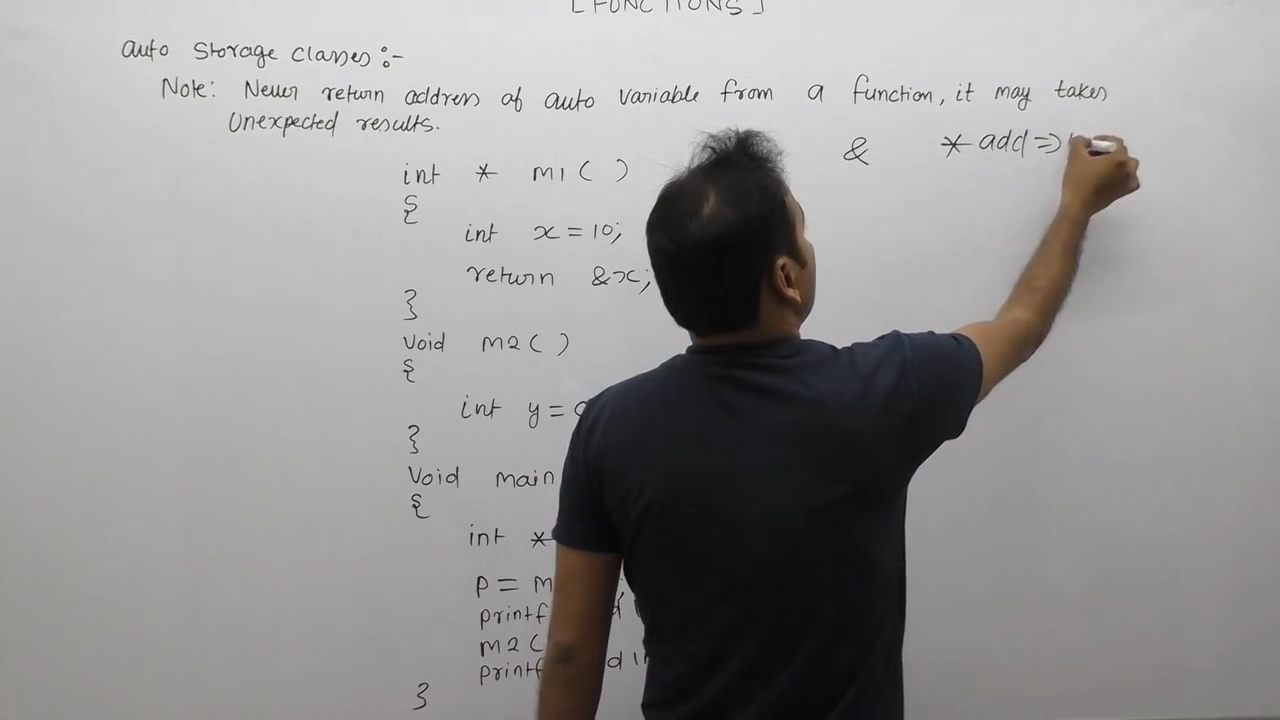 [ FUNCTIONS ]
auto Storage Classes :-
Note: Never return address of auto variable from a function, it may takes
Unexpected results.
& * add =>
int * m1 ( )
{
int x = 10;
return &x;
}
void m2 ( )
{
int y =
}
Void main
{
int *
P = m
printf
m2 (
printf
}